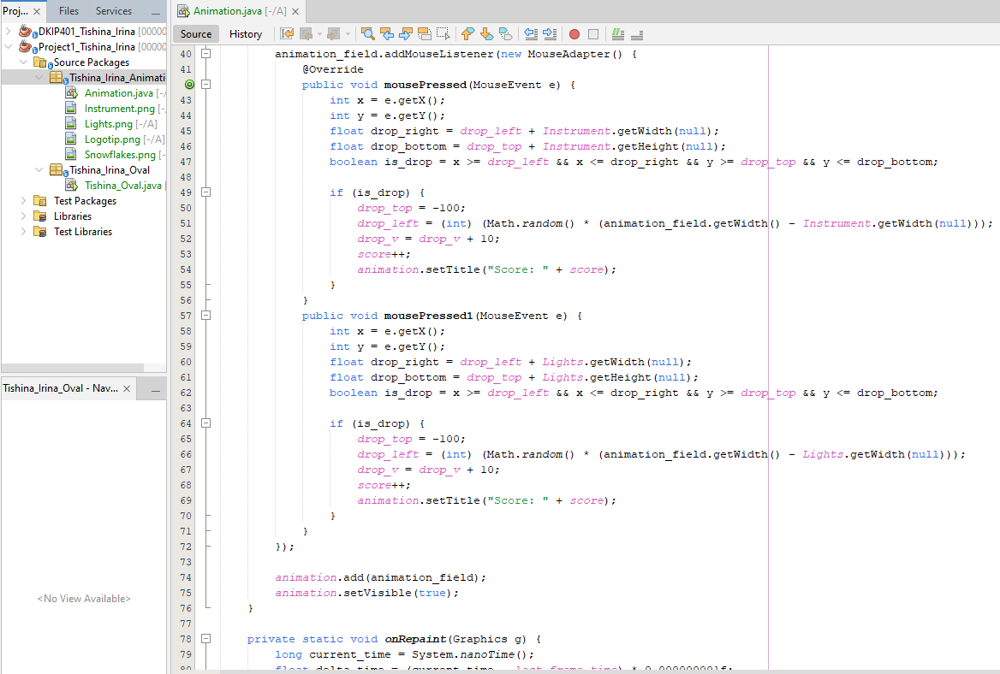 Proj... Files Services
DKIP401_Tishina_Irina [00000
Project1_Tishina_Irina [00000
Source Packages
Tishina_Irina_Animati
Animation.java [-/
Instrument.png [-
Lights.png [-/A]
Logotip.png [-/A]
Snowflakes.png [-
Tishina_Irina_Oval
Tishina_Oval.java
Test Packages
Libraries
Test Libraries
Tishina_Irina_Oval - Nav...
<No View Available>
Animation.java [-/A]
Source History
40 animation_field.addMouseListener(new MouseAdapter() {
41 @Override
public void mousePressed(MouseEvent e) {
43 int x = e.getX();
44 int y = e.getY();
45 float drop_right = drop_left + Instrument.getWidth(null);
46 float drop_bottom = drop_top + Instrument.getHeight(null);
47 boolean is_drop = x >= drop_left && x <= drop_right && y >= drop_top && y <= drop_bottom;
48
49 if (is_drop) {
50 drop_top = -100;
51 drop_left = (int) (Math.random() * (animation_field.getWidth() - Instrument.getWidth(null)));
52 drop_v = drop_v + 10;
53 score++;
54 animation.setTitle("Score: " + score);
55 }
56 }
57 public void mousePressed1(MouseEvent e) {
58 int x = e.getX();
59 int y = e.getY();
60 float drop_right = drop_left + Lights.getWidth(null);
61 float drop_bottom = drop_top + Lights.getHeight(null);
62 boolean is_drop = x >= drop_left && x <= drop_right && y >= drop_top && y <= drop_bottom;
63
64 if (is_drop) {
65 drop_top = -100;
66 drop_left = (int) (Math.random() * (animation_field.getWidth() - Lights.getWidth(null)));
67 drop_v = drop_v + 10;
68 score++;
69 animation.setTitle("Score: " + score);
70 }
71 }
72 });
73
74 animation.add(animation_field);
75 animation.setVisible(true);
76 }
77
78 private static void onRepaint(Graphics g) {
79 long current_time = System.nanoTime();
80 float delta_time = (current_time - last_frame_time) * 0.000000001f;